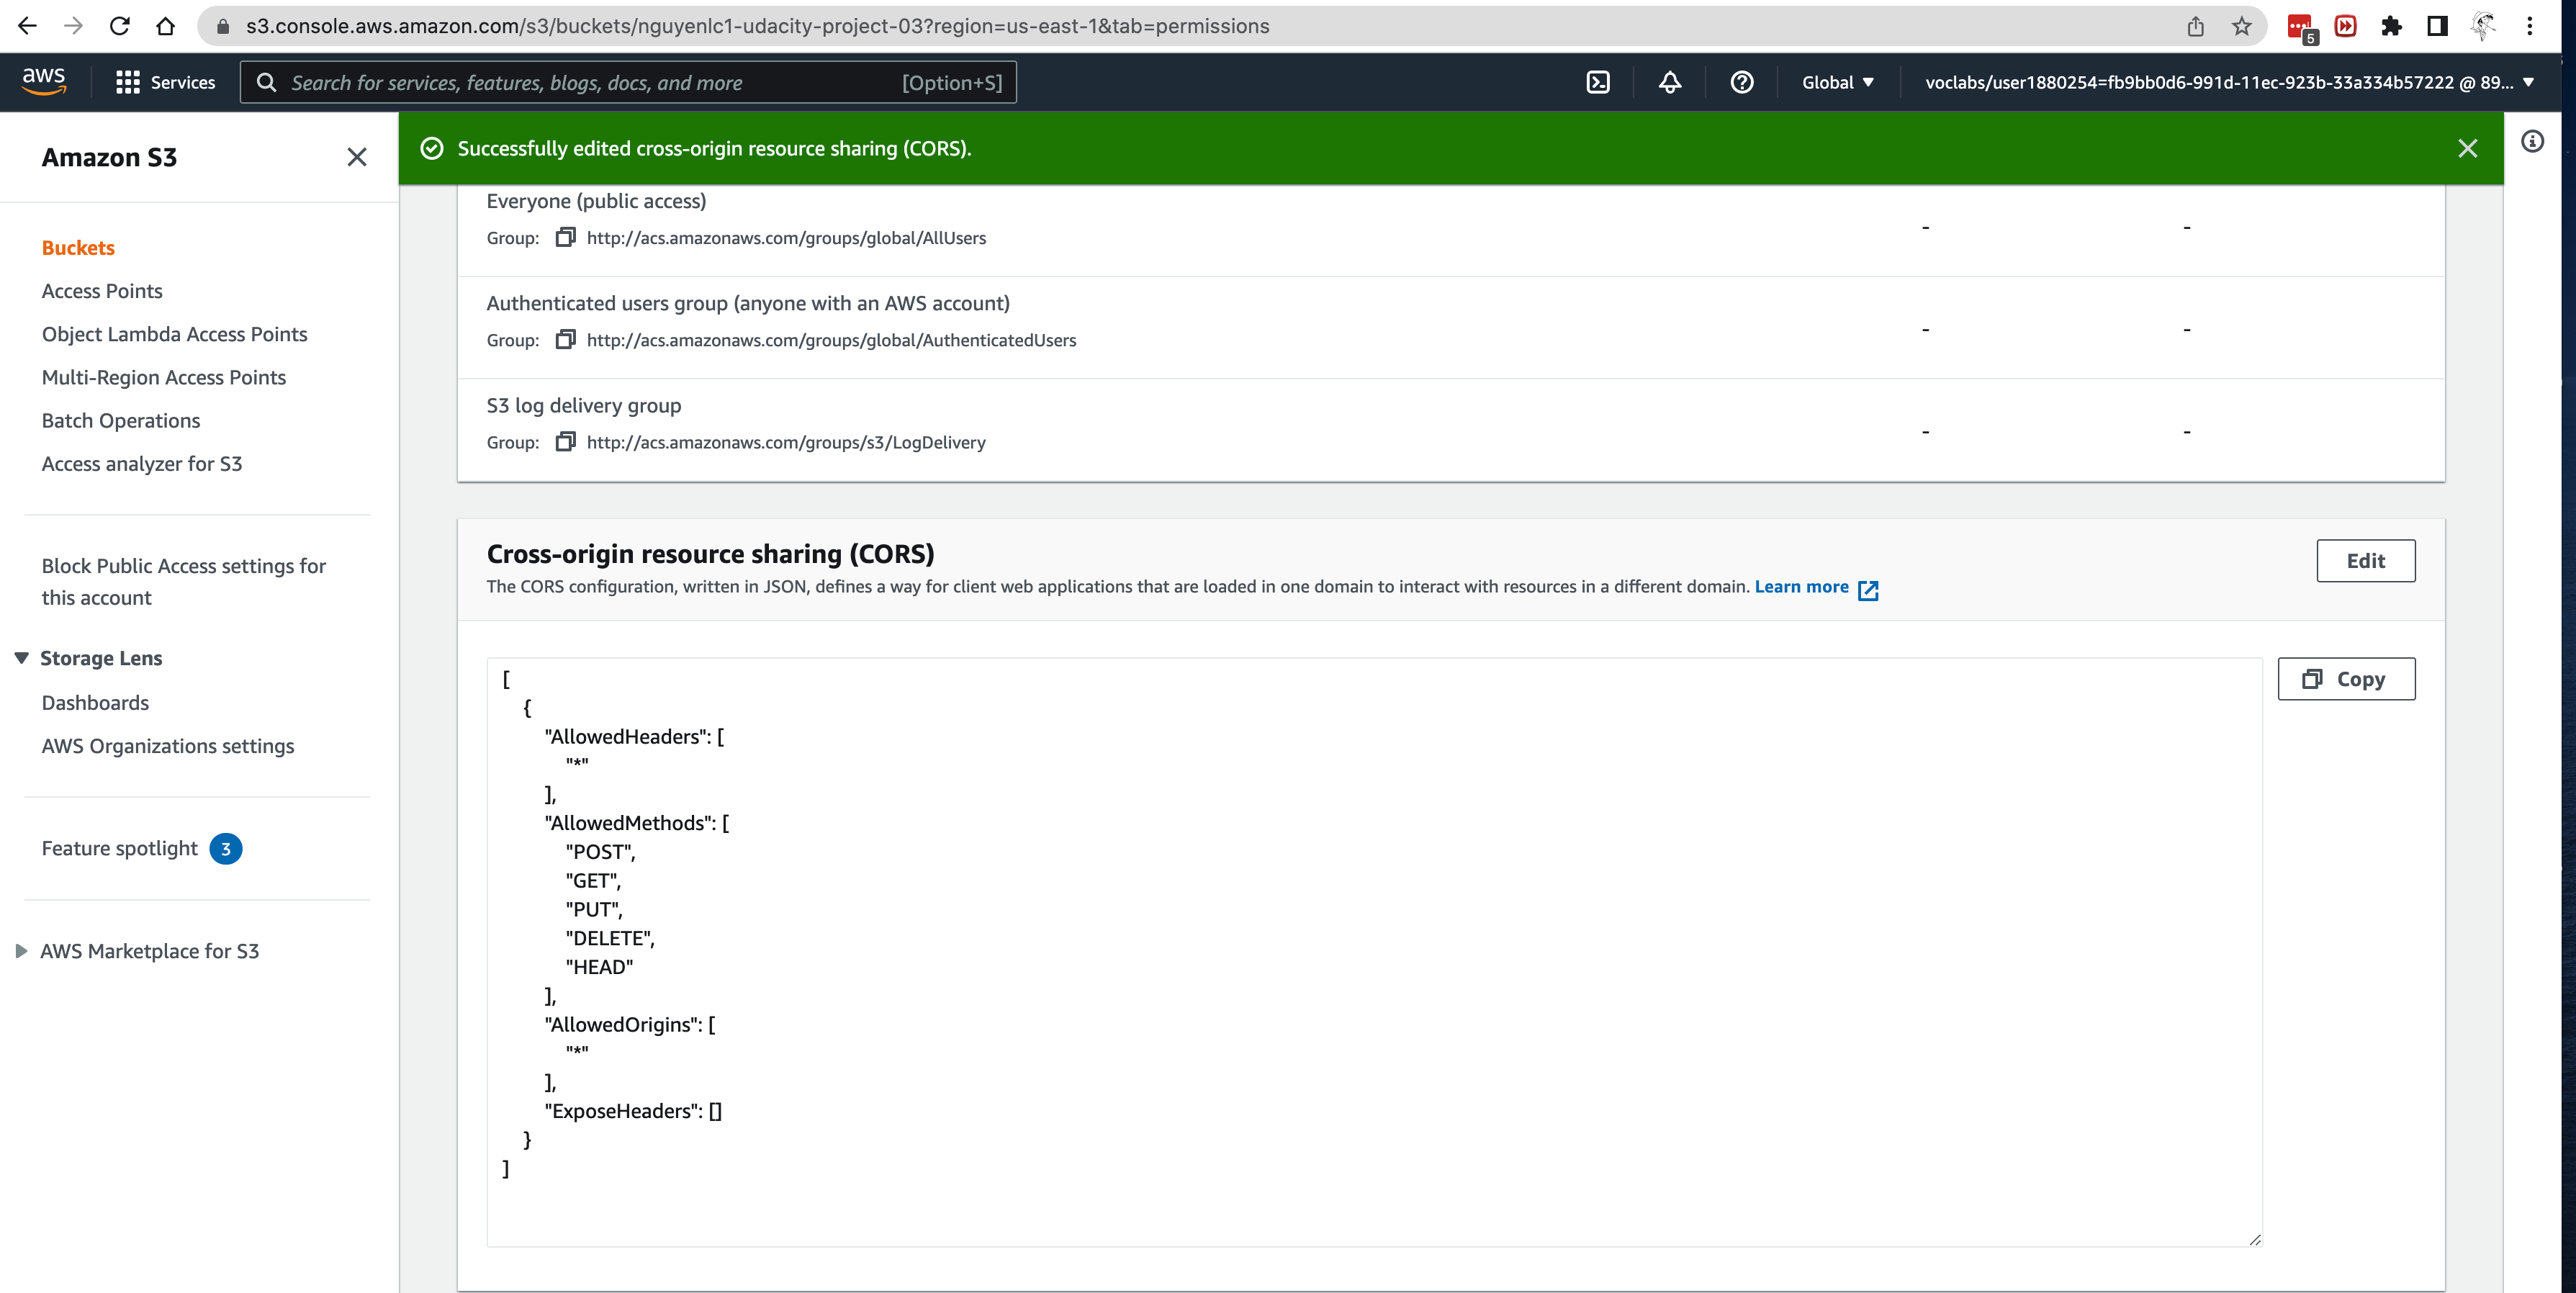 s3.console.aws.amazon.com/s3/buckets/nguyenlc1-udacity-project-03?region=us-east-1&tab=permissions
5
aws
Services
Search for services, features, blogs, docs, and more
[Option+S]
Global
voclabs/user1880254=fb9bb0d6-991d-11ec-923b-33a334b57222 @ 89...
Amazon S3
Successfully edited cross-origin resource sharing (CORS).
Buckets
Access Points
Object Lambda Access Points
Multi-Region Access Points
Batch Operations
Access analyzer for S3
Block Public Access settings for
this account
Storage Lens
Dashboards
AWS Organizations settings
Feature spotlight 3
AWS Marketplace for S3
Everyone (public access)
Group: http://acs.amazonaws.com/groups/global/AllUsers
- -
Authenticated users group (anyone with an AWS account)
Group: http://acs.amazonaws.com/groups/global/AuthenticatedUsers
- -
S3 log delivery group
Group: http://acs.amazonaws.com/groups/s3/LogDelivery
- -
Cross-origin resource sharing (CORS)
Edit
The CORS configuration, written in JSON, defines a way for client web applications that are loaded in one domain to interact with resources in a different domain. Learn more
Copy
[
{
"AllowedHeaders": [
"*"
],
"AllowedMethods": [
"POST",
"GET",
"PUT",
"DELETE",
"HEAD"
],
"AllowedOrigins": [
"*"
],
"ExposeHeaders": []
}
]